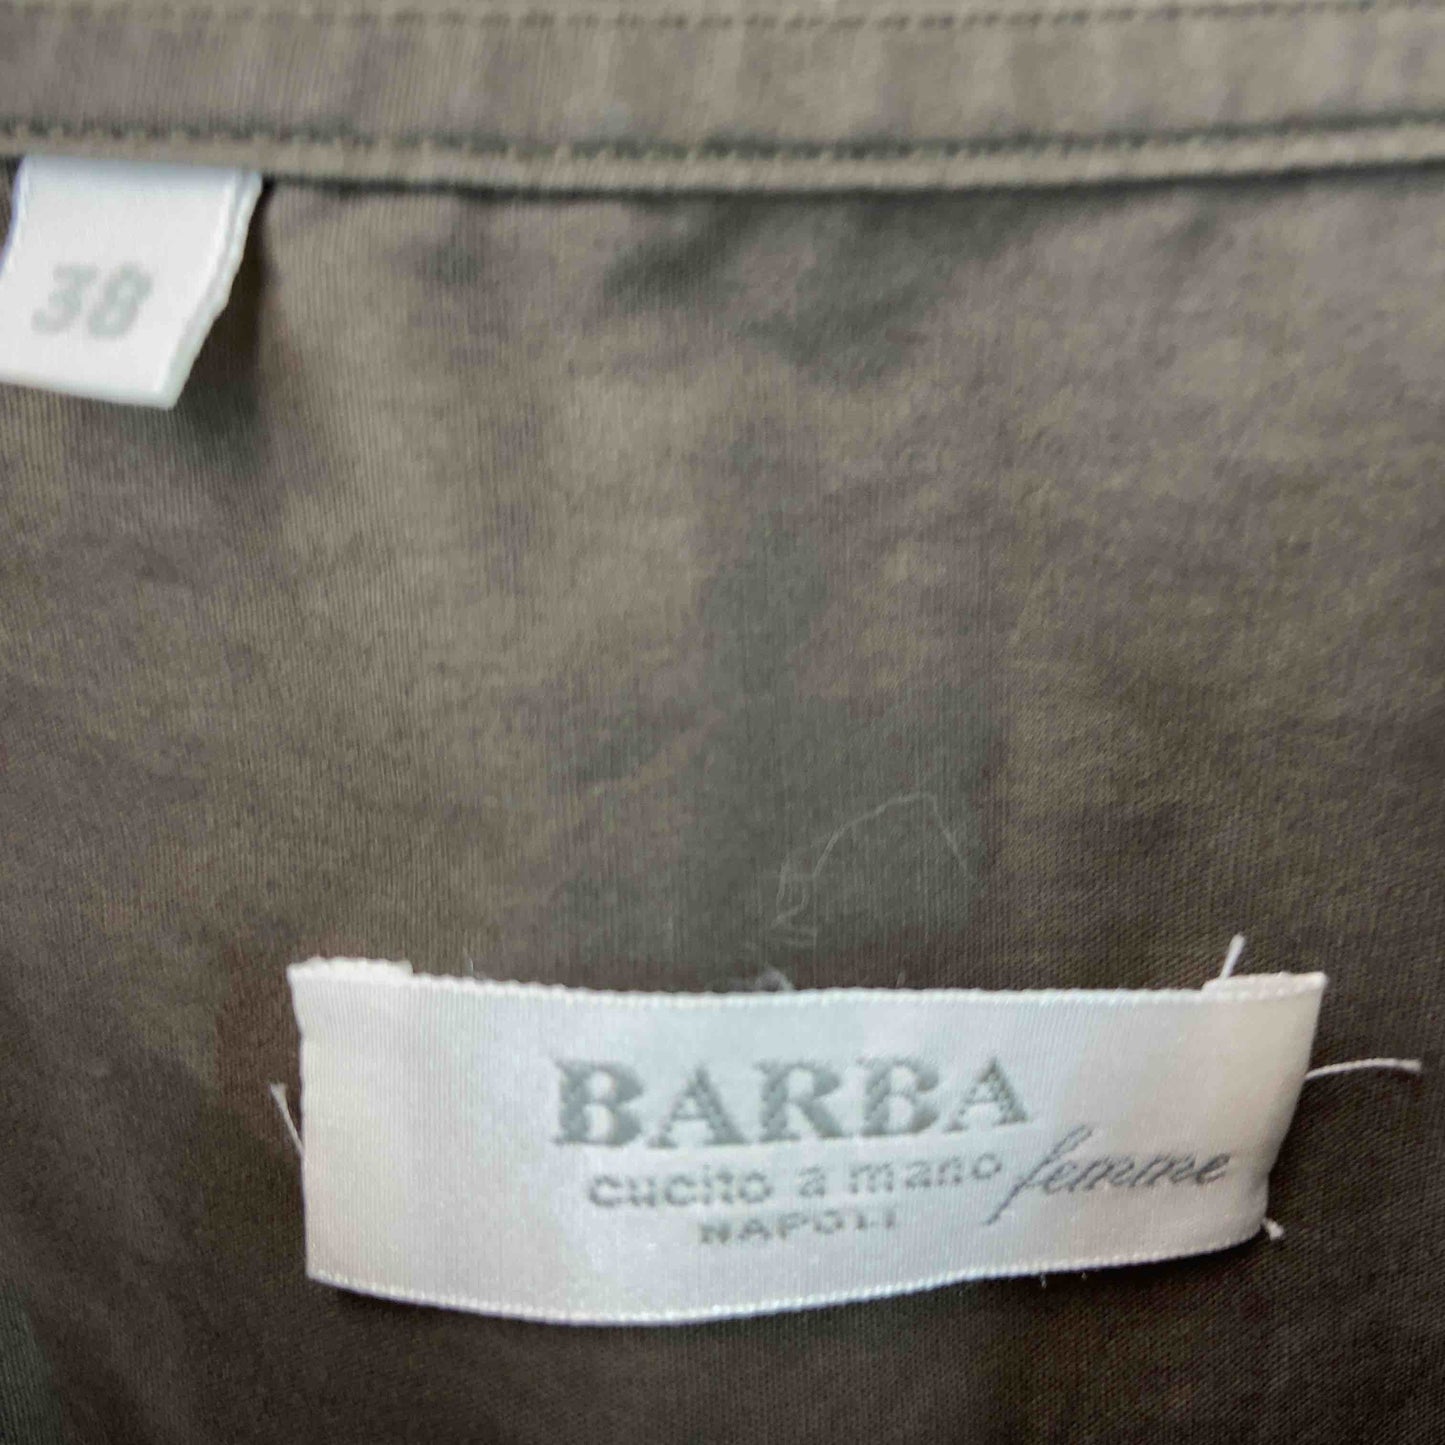 38
BARBA
cucito a mano femme
NAPOLI